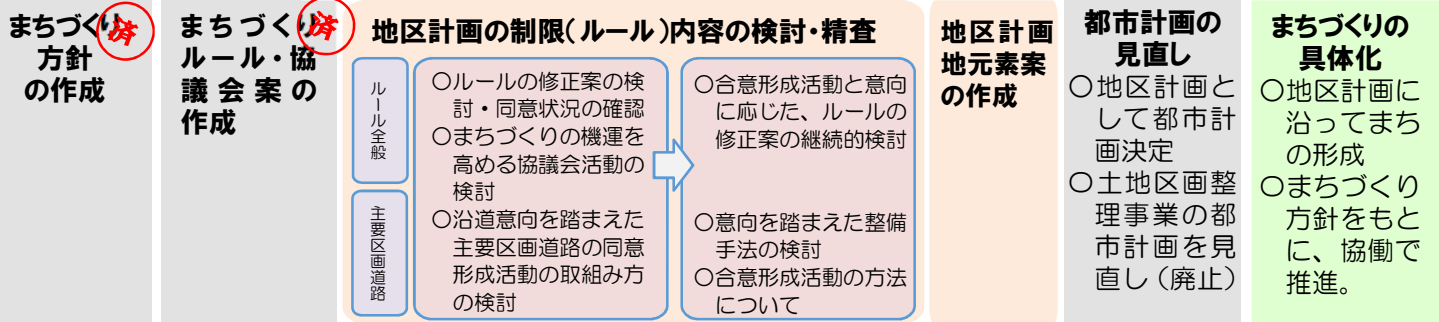 まちづくり
方針
の作成
済
まちづくり
ルール・協
議会案の
作成
済
地区計画の制限(ルール)内容の検討・精査
ルール全般
〇ルールの修正案の検
討・同意状況の確認
〇まちづくりの機運を
高める協議会活動の
検討
主要区画道路
〇沿道意向を踏まえた
主要区画道路の同意
形成活動の取組み方
の検討
〇合意形成活動と意向
に応じた、ルールの
修正案の継続的検討
〇意向を踏まえた整備
手法の検討
〇合意形成活動の方法
について
地区計画
地元素案
の作成
都市計画の
見直し
〇地区計画と
して都市計
画決定
〇土地区画整
理事業の都
市計画を見
直し(廃止)
まちづくりの
具体化
〇地区計画に
沿ってまち
の形成
〇まちづくり
方針をもと
に、協働で
推進。